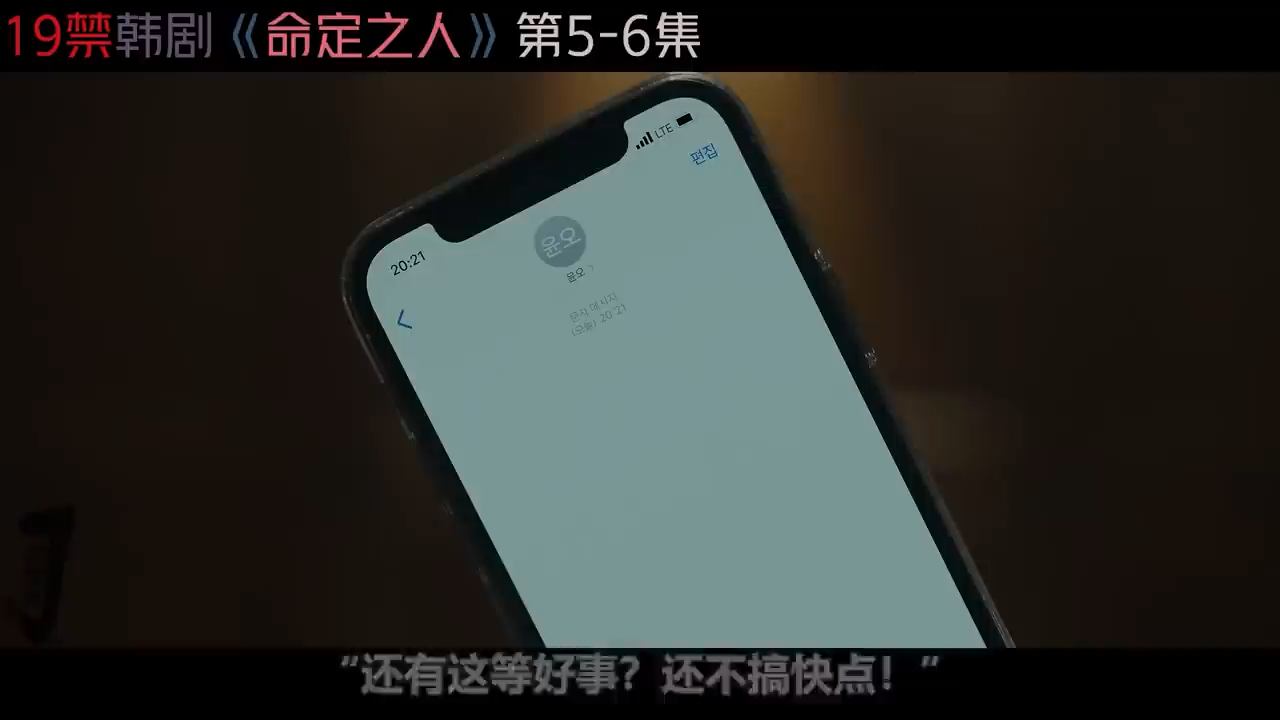 19禁韩剧《命定之人》第5-6集
LTE
편집
20:21
윤오
윤오
문자 메시지
(오늘) 20:21
“还有这等好事？还不搞快点！”